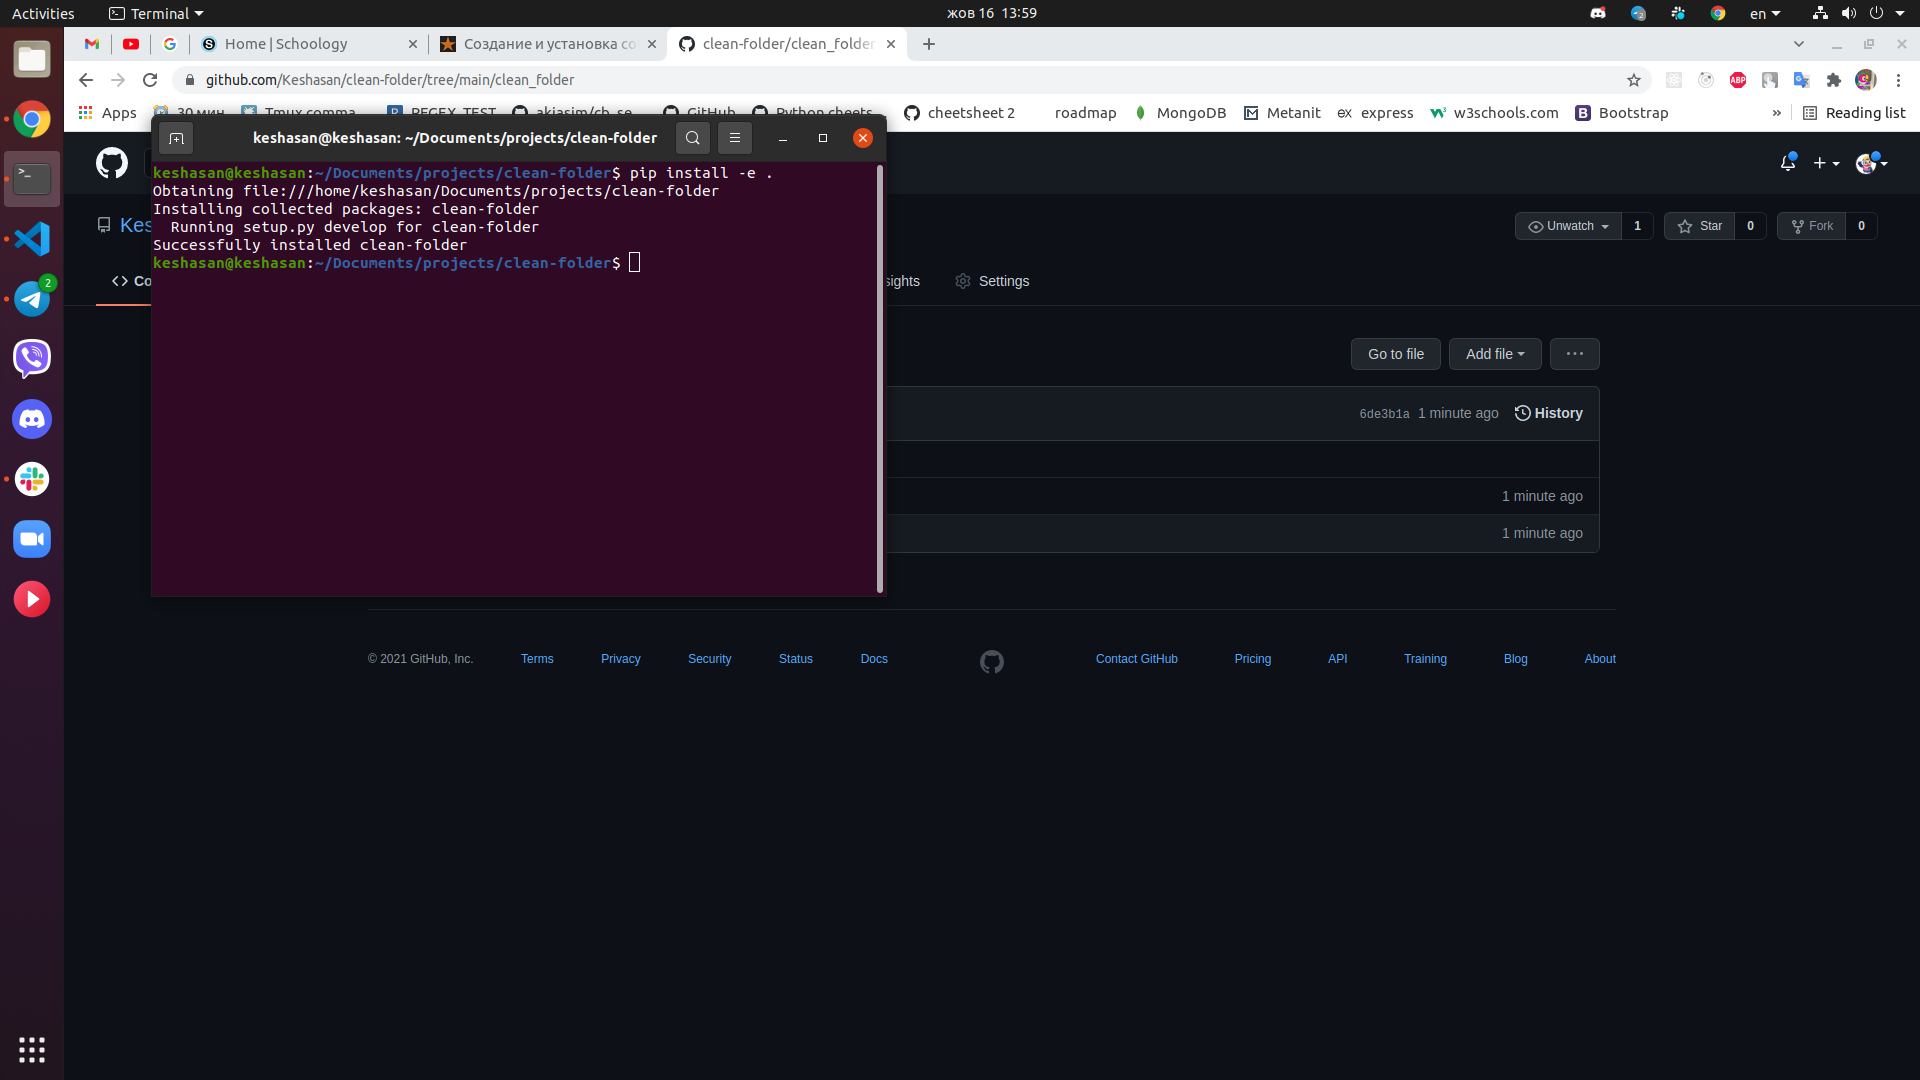 Activities
Terminal
жов 16 13:59
en
Home | Schoology
Создание и установка со
clean-folder/clean_folder
github.com/Keshasan/clean-folder/tree/main/clean_folder
ABP
Apps
30 мин
Tmux comma
REGEX TEST
akjasim/cb_se
GitHub
Python cheets
cheetsheet 2
roadmap
MongoDB
Metanit
ex express
w3schools.com
Bootstrap
»
Reading list
keshasan@keshasan: ~/Documents/projects/clean-folder
keshasan@keshasan:~/Documents/projects/clean-folder$ pip install -e .
Obtaining file:///home/keshasan/Documents/projects/clean-folder
Installing collected packages: clean-folder
Running setup.py develop for clean-folder
Successfully installed clean-folder
keshasan@keshasan:~/Documents/projects/clean-folder$
Kes
Unwatch 1
Star 0
Fork 0
<> Co
sights
Settings
2
Go to file
Add file
...
6de3b1a 1 minute ago
History
1 minute ago
1 minute ago
© 2021 GitHub, Inc.
Terms
Privacy
Security
Status
Docs
Contact GitHub
Pricing
API
Training
Blog
About